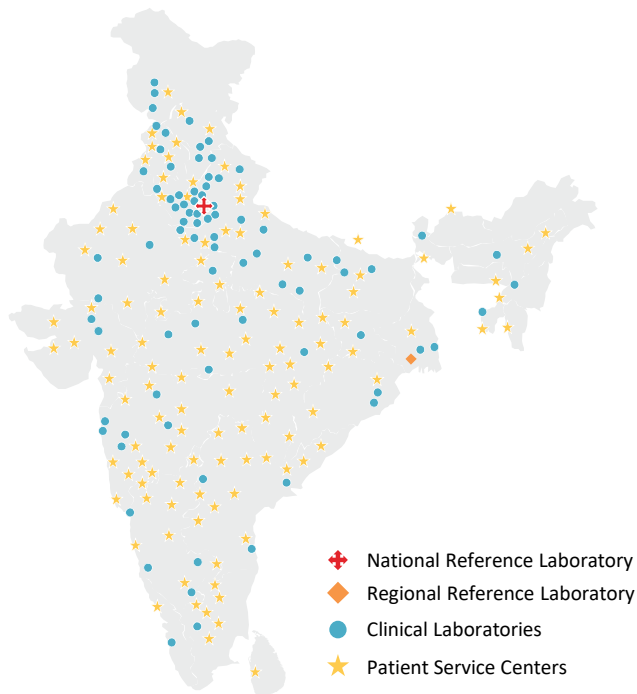 National Reference Laboratory
Regional Reference Laboratory
Clinical Laboratories
Patient Service Centers